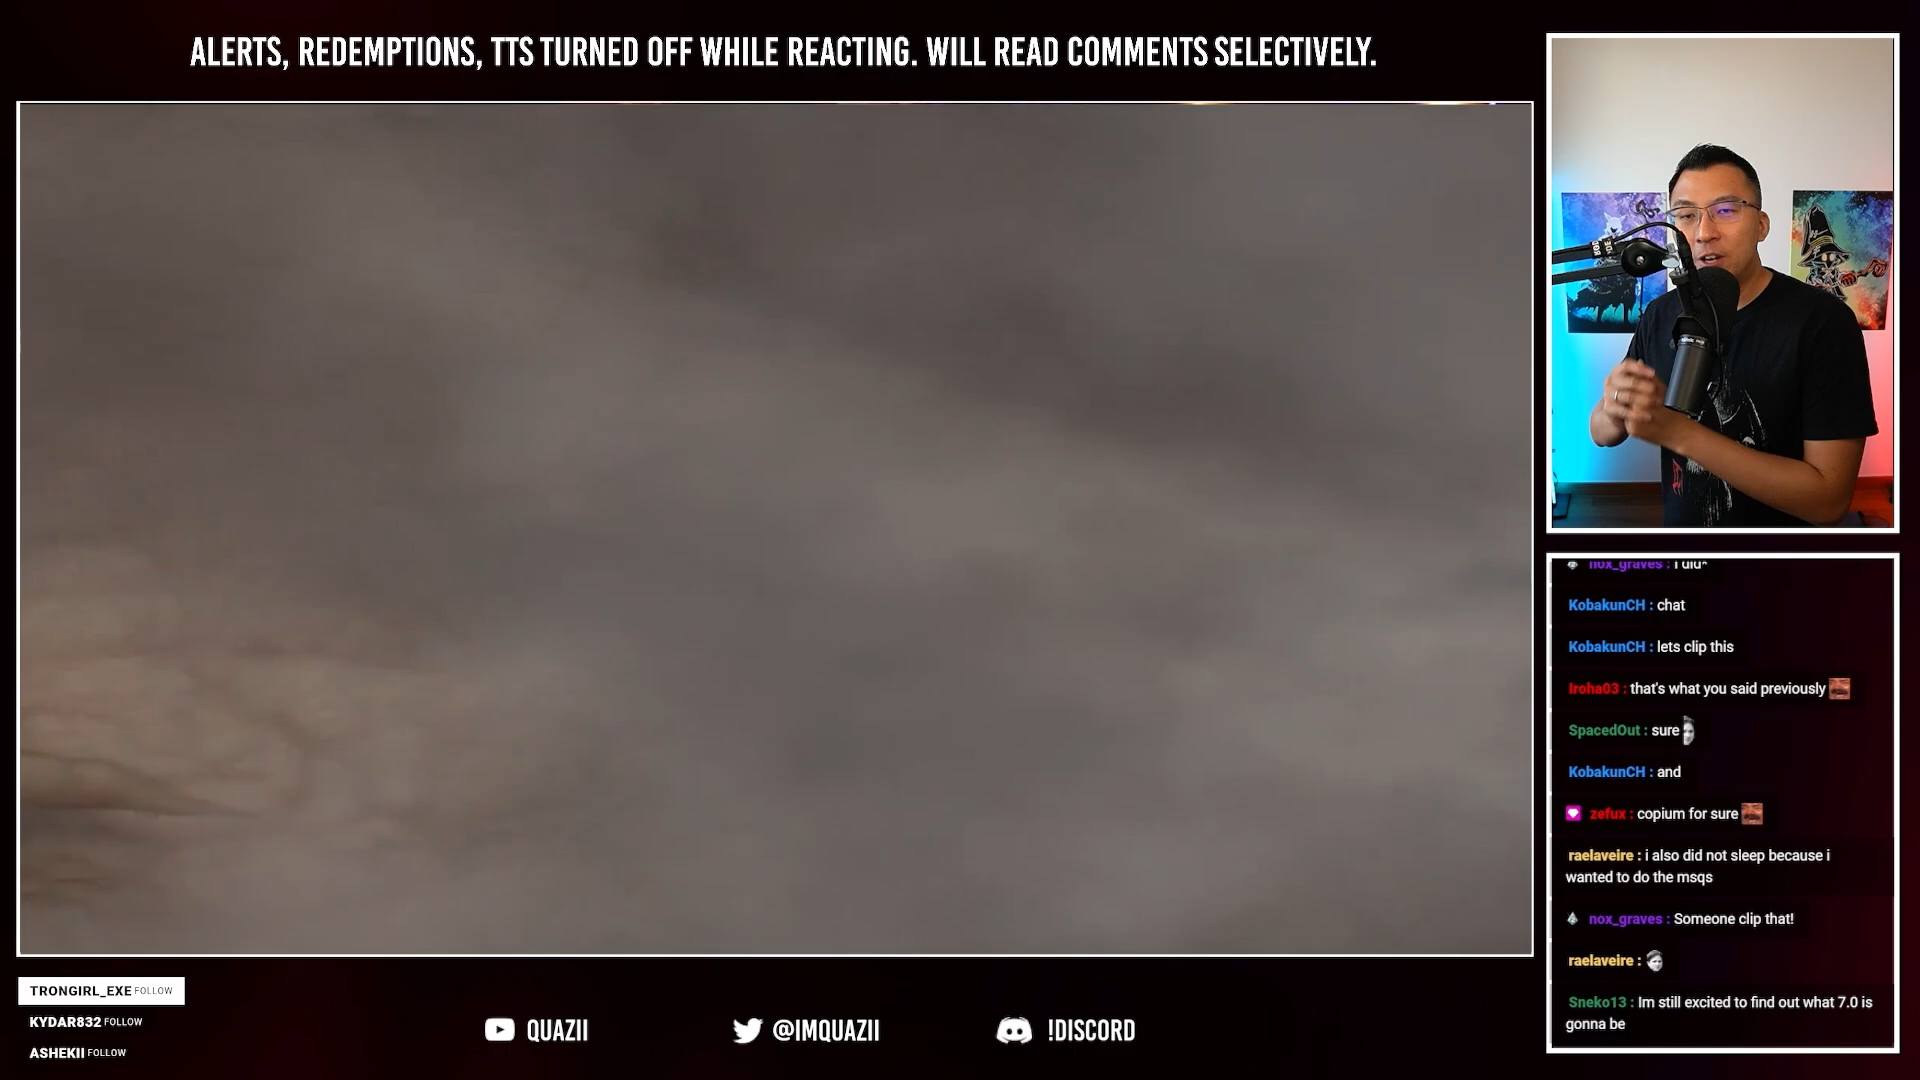 ALERTS, REDEMPTIONS, TTS TURNED OFF WHILE REACTING. WILL READ COMMENTS SELECTIVELY.
nox_graves : I did*
KobakunCH : chat
KobakunCH : lets clip this
Iroha03 : that's what you said previously
SpacedOut : sure
KobakunCH : and
zefux : copium for sure
raelaveire : i also did not sleep because i
wanted to do the msqs
nox_graves : Someone clip that!
raelaveire :
Sneko13 : Im still excited to find out what 7.0 is
gonna be
TRONGIRL_EXE FOLLOW
KYDAR832 FOLLOW
ASHEKII FOLLOW
QUAZII
@IMQUAZII
!DISCORD